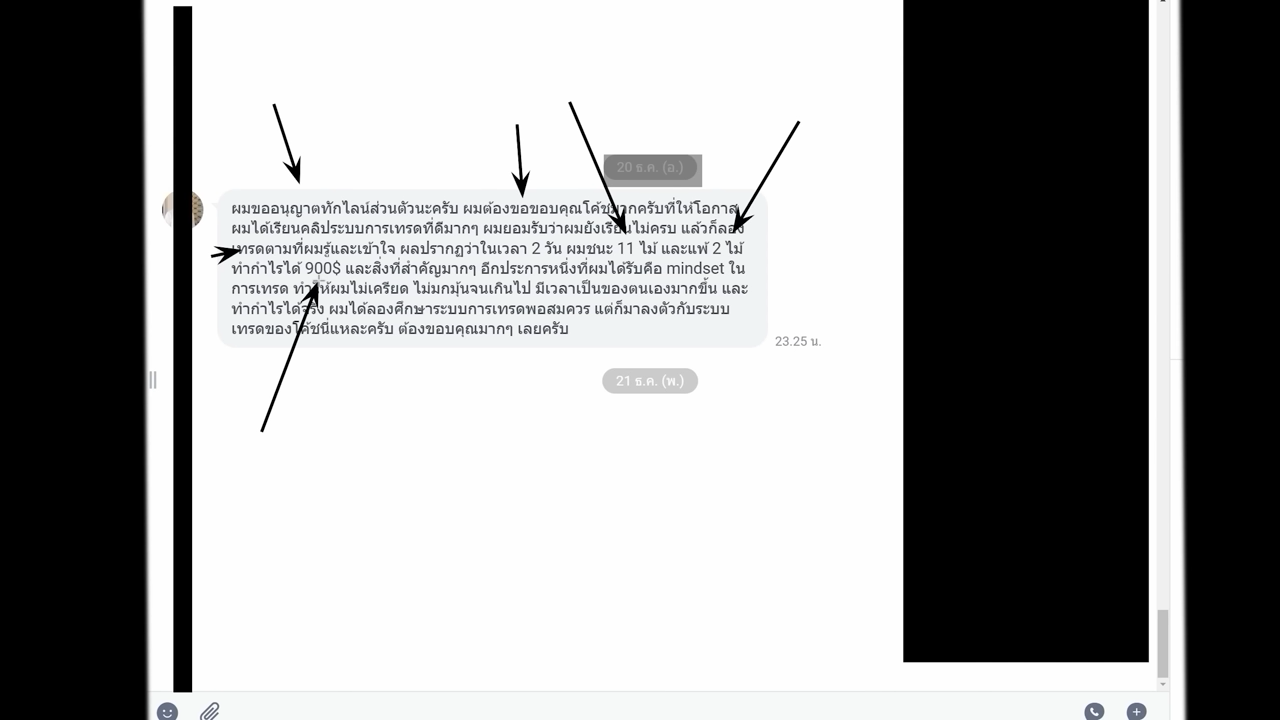 20 ธ.ค. (อ.)
ผมขออนุญาตทักไลน์ส่วนตัวนะครับ ผมต้องขอขอบคุณโค้ชมากครับที่ให้โอกาส
ผมได้เรียนคลิประบบการเทรดที่ดีมากๆ ผมยอมรับว่าผมยังเรียนไม่ครบ แล้วก็ลอง
เทรดตามที่ผมรู้และเข้าใจ ผลปรากฏว่าในเวลา 2 วัน ผมชนะ 11 ไม้ และแพ้ 2 ไม้
ทำกำไรได้ 900$ และสิ่งที่สำคัญมากๆ อีกประการหนึ่งที่ผมได้รับคือ mindset ใน
การเทรด ทำให้ผมไม่เครียด ไม่มกมุ้นจนเกินไป มีเวลาเป็นของตนเองมากขึ้น และ
ทำกำไรได้จริง ผมได้ลองศึกษาระบบการเทรดพอสมควร แต่ก็มาลงตัวกับระบบ
เทรดของโค้ชนี่แหละครับ ต้องขอบคุณมากๆ เลยครับ
23.25 น.
21 ธ.ค. (พ.)